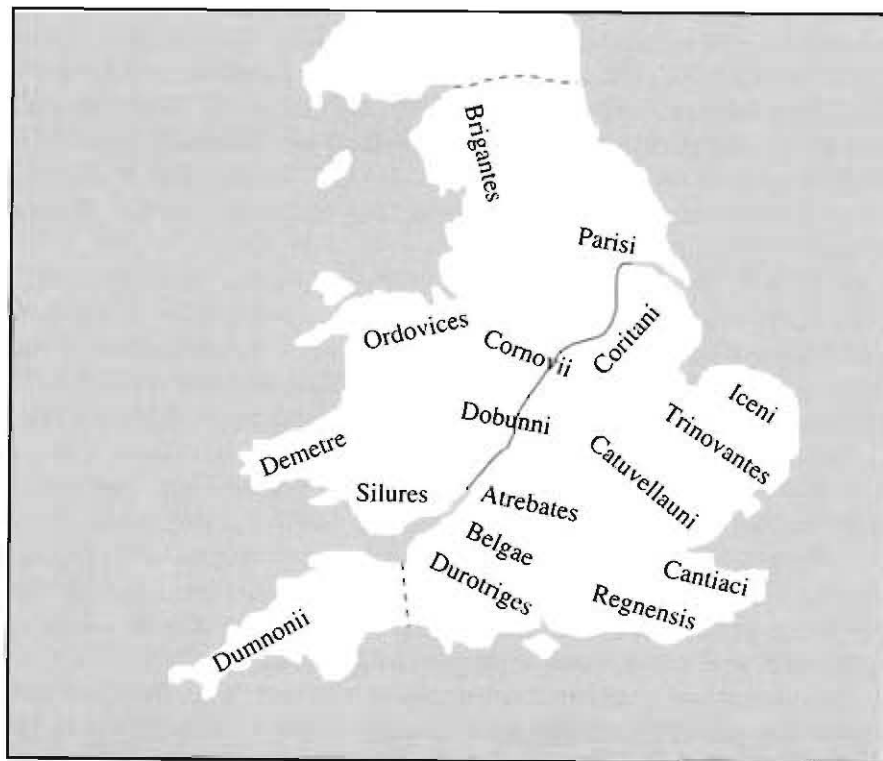 Brigantes
Parisi
Ordovices
Cornovii
Coritani
Iceni
Trinovantes
Dobunni
Catuvellauni
Demetre
Silures
Atrebates
Belgae
Cantiaci
Durotriges
Regnensis
Dumnonii